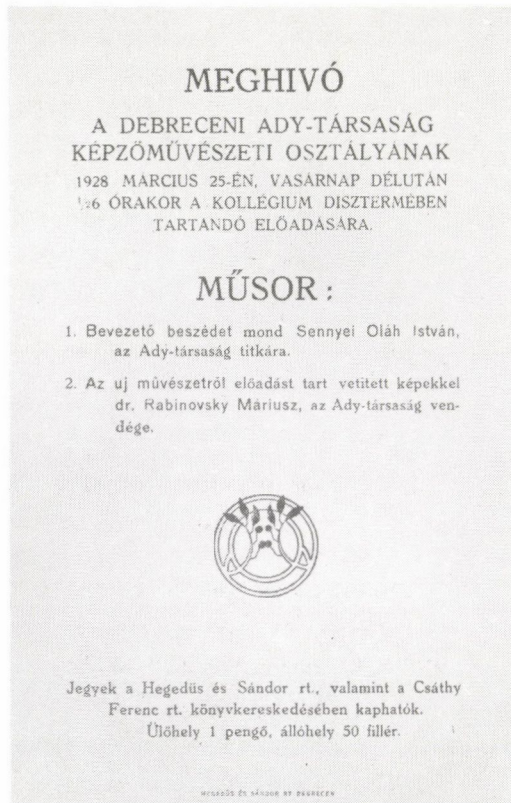 MEGHIVÓ
A DEBRECENI ADY-TÁRSASÁG
KÉPZŐMŰVÉSZETI OSZTÁLYÁNAK
1928 MÁRCIUS 25-ÉN, VASÁRNAP DÉLUTÁN
½6 ÓRAKOR A KOLLÉGIUM DISZTERMÉBEN
TARTANDÓ ELŐADÁSÁRA.
MŰSOR :
1. Bevezető beszédet mond Sennyei Oláh István,
az Ady-társaság titkára.
2. Az uj művészetről előadást tart vetitett képekkel
dr. Rabinovsky Máriusz, az Ady-társaság ven-
dége.
Jegyek a Hegedüs és Sándor rt., valamint a Csáthy
Ferenc rt. könyvkereskedésében kaphatók.
Ülőhely 1 pengő, állóhely 50 fillér.
HEGEDÜS ÉS SÁNDOR RT DEBRECEN